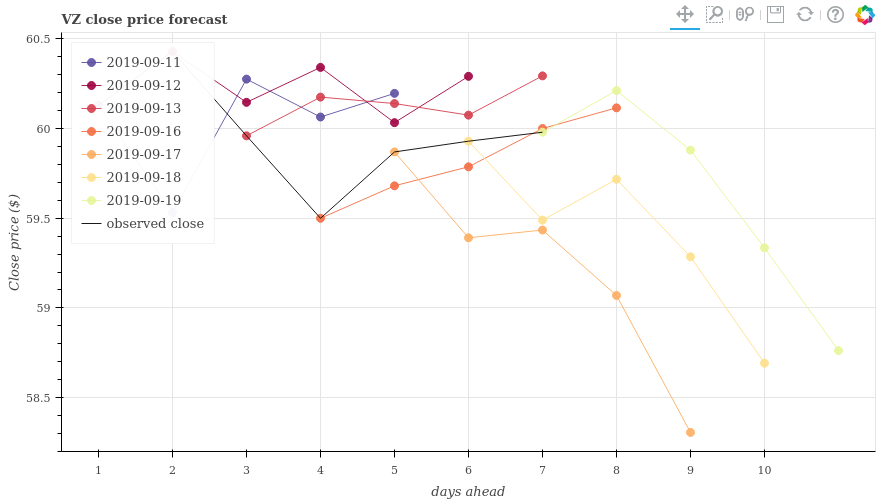 VZ close price forecast
60.5
60
59.5
59
58.5
Close price ($)
2019-09-11
2019-09-12
2019-09-13
2019-09-16
2019-09-17
2019-09-18
2019-09-19
observed close
1 2 3 4 5 6 7 8 9 10
days ahead